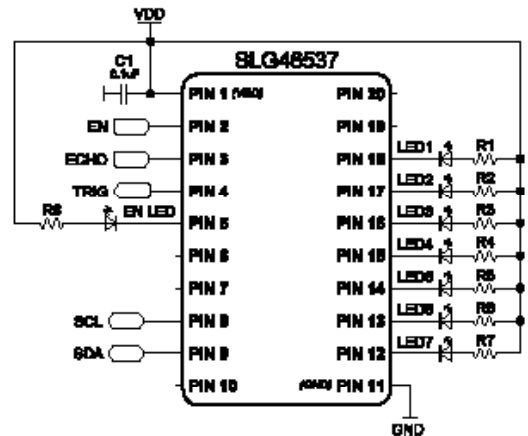 VDD
SLG46537
C1
0.1uF
PIN 1 (VDD)
PIN 20
EN
PIN 2
PIN 19
ECHO
PIN 3
PIN 18
LED1
R1
TRIG
PIN 4
PIN 17
LED2
R2
R8
EN LED
PIN 5
PIN 16
LED3
R3
PIN 6
PIN 15
LED4
R4
PIN 7
PIN 14
LED5
R5
SCL
PIN 8
PIN 13
LED6
R6
SDA
PIN 9
PIN 12
LED7
R7
PIN 10
(GND) PIN 11
GND